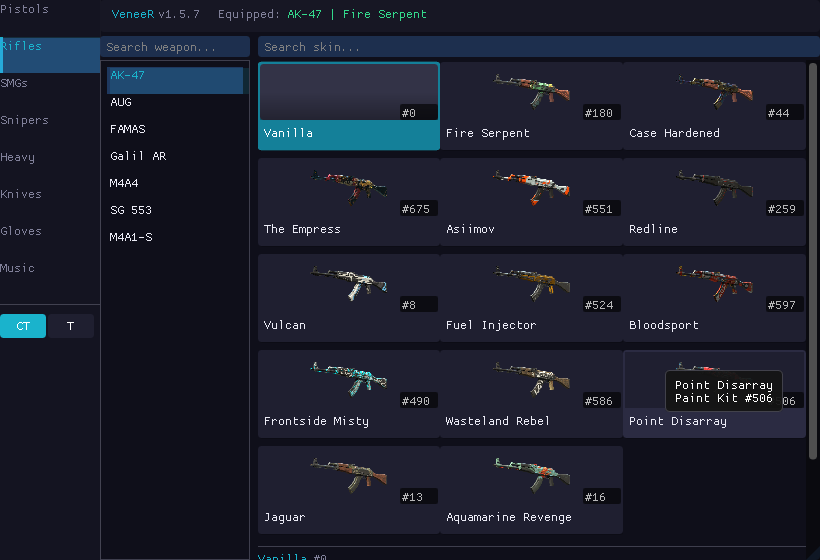 Pistols
VeneeR v1.5.7 Equipped: AK-47 | Fire Serpent
Rifles
SMGs
Snipers
Heavy
Knives
Gloves
Music
CT T
Search weapon...
AK-47
AUG
FAMAS
Galil AR
M4A4
SG 553
M4A1-S
Search skin...
#0
Vanilla
#180
Fire Serpent
#44
Case Hardened
#675
The Empress
#551
Asiimov
#259
Redline
#8
Vulcan
#524
Fuel Injector
#597
Bloodsport
#490
Frontside Misty
#586
Wasteland Rebel
Point Disarray
Paint Kit #506
06
Point Disarray
#13
Jaguar
#16
Aquamarine Revenge
Vanilla #0